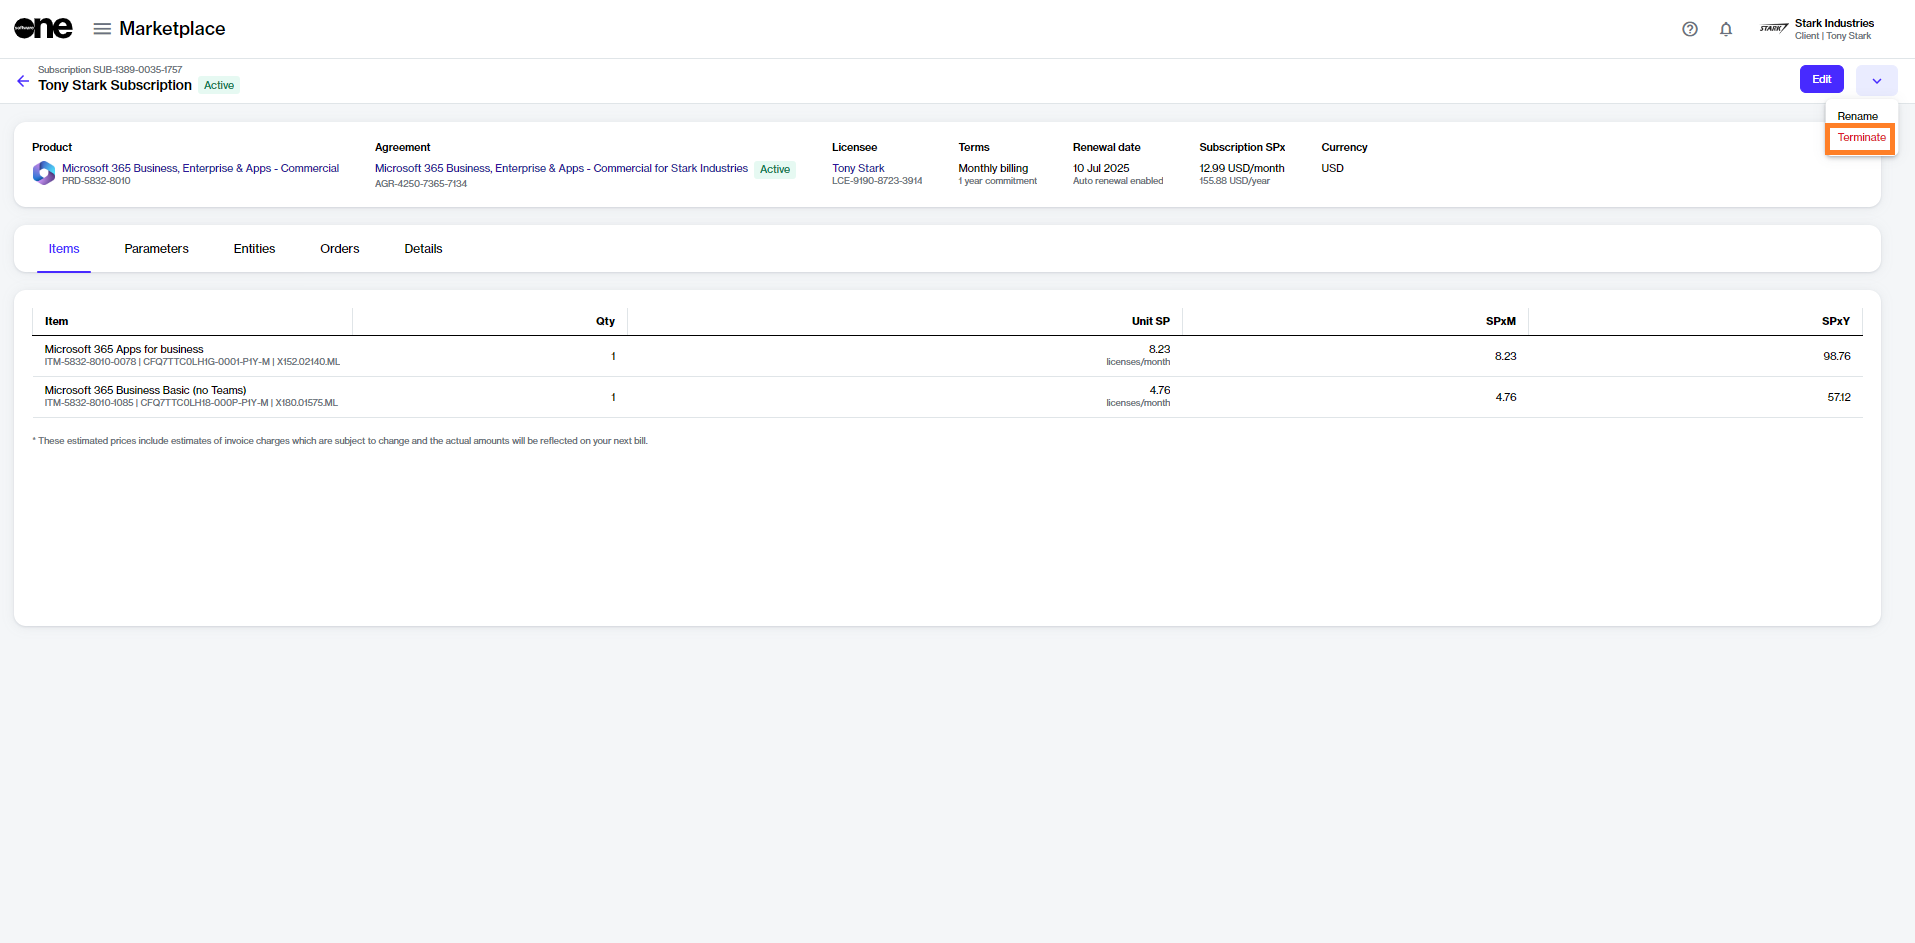 software one
Marketplace
STARK
Stark Industries
Client | Tony Stark
Subscription SUB-1389-0035-1757
Tony Stark Subscription Active
Edit
Rename
Terminate
Product Agreement Licensee Terms Renewal date Subscription SPx Currency
Microsoft 365 Business, Enterprise & Apps - Commercial Microsoft 365 Business, Enterprise & Apps - Commercial for Stark Industries Active Tony Stark Monthly billing 10 Jul 2025 12.99 USD/month USD
PRD-5832-8010 AGR-4250-7365-7134 LCE-9190-8723-3914 1 year commitment Auto renewal enabled 155.88 USD/year
Items Parameters Entities Orders Details
Item Qty Unit SP SPxM SPxY
Microsoft 365 Apps for business 1 8.23 8.23 98.76
ITM-5832-8010-0078 | CFQ7TTC0LH1G-0001-P1Y-M | X152.02140.ML licenses/month
Microsoft 365 Business Basic (no Teams) 1 4.76 4.76 57.12
ITM-5832-8010-1085 | CFQ7TTC0LH18-000P-P1Y-M | X180.01575.ML licenses/month
* These estimated prices include estimates of invoice charges which are subject to change and the actual amounts will be reflected on your next bill.